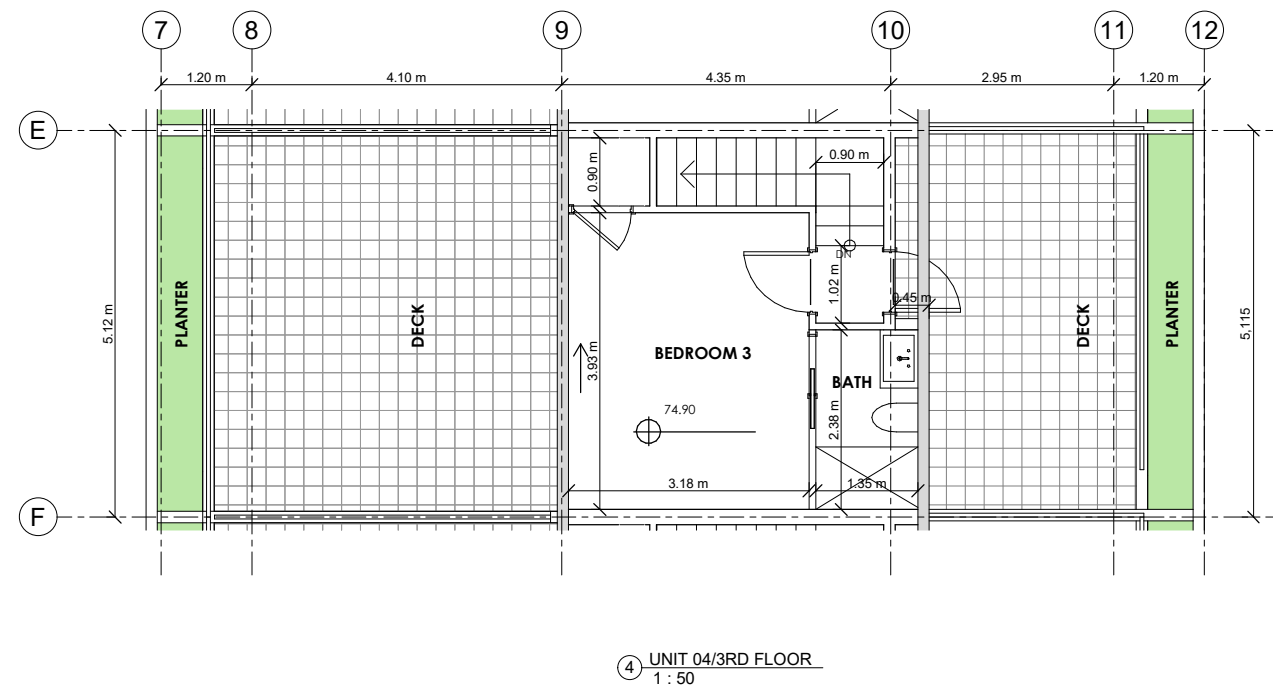 7 8 9 10 11 12
1.20 m 4.10 m 4.35 m 2.95 m 1.20 m
E
0.90 m
0.90 m
DN
1.02 m
0.45 m
5.12 m
PLANTER
DECK
3.93 m
BEDROOM 3
BATH
DECK
PLANTER
5,115
74.90
2.38 m
3.18 m
1.35 m
F
4 UNIT 04/3RD FLOOR
1 : 50